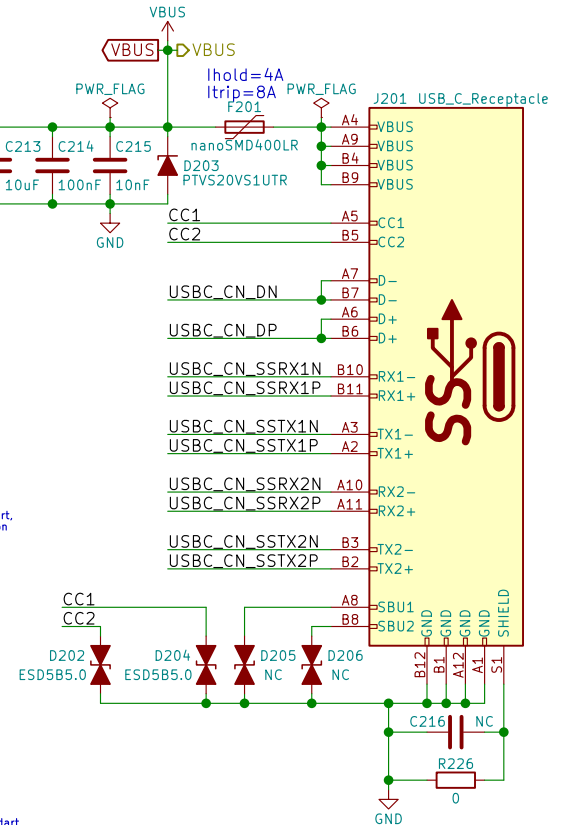 VBUS
VBUS
VBUS
Ihold=4A
Itrip=8A
PWR_FLAG
PWR_FLAG
F201
nanoSMD400LR
J201 USB_C_Receptacle
C213
10uF
C214
100nF
C215
10nF
D203
PTVS20VS1UTR
GND
A4 VBUS
A9 VBUS
B4 VBUS
B9 VBUS
CC1 A5 CC1
CC2 B5 CC2
A7 D-
USBC_CN_DN B7 D-
A6 D+
USBC_CN_DP B6 D+
USBC_CN_SSRX1N B10 RX1-
USBC_CN_SSRX1P B11 RX1+
USBC_CN_SSTX1N A3 TX1-
USBC_CN_SSTX1P A2 TX1+
USBC_CN_SSRX2N A10 RX2-
USBC_CN_SSRX2P A11 RX2+
USBC_CN_SSTX2N B3 TX2-
USBC_CN_SSTX2P B2 TX2+
SS
rt,
on
CC1
CC2
A8 SBU1
B8 SBU2
GND GND GND GND SHIELD
B12 B1 A12 A1 S1
D202
ESD5B5.0
D204
ESD5B5.0
D205
NC
D206
NC
C216 NC
R226
0
GND